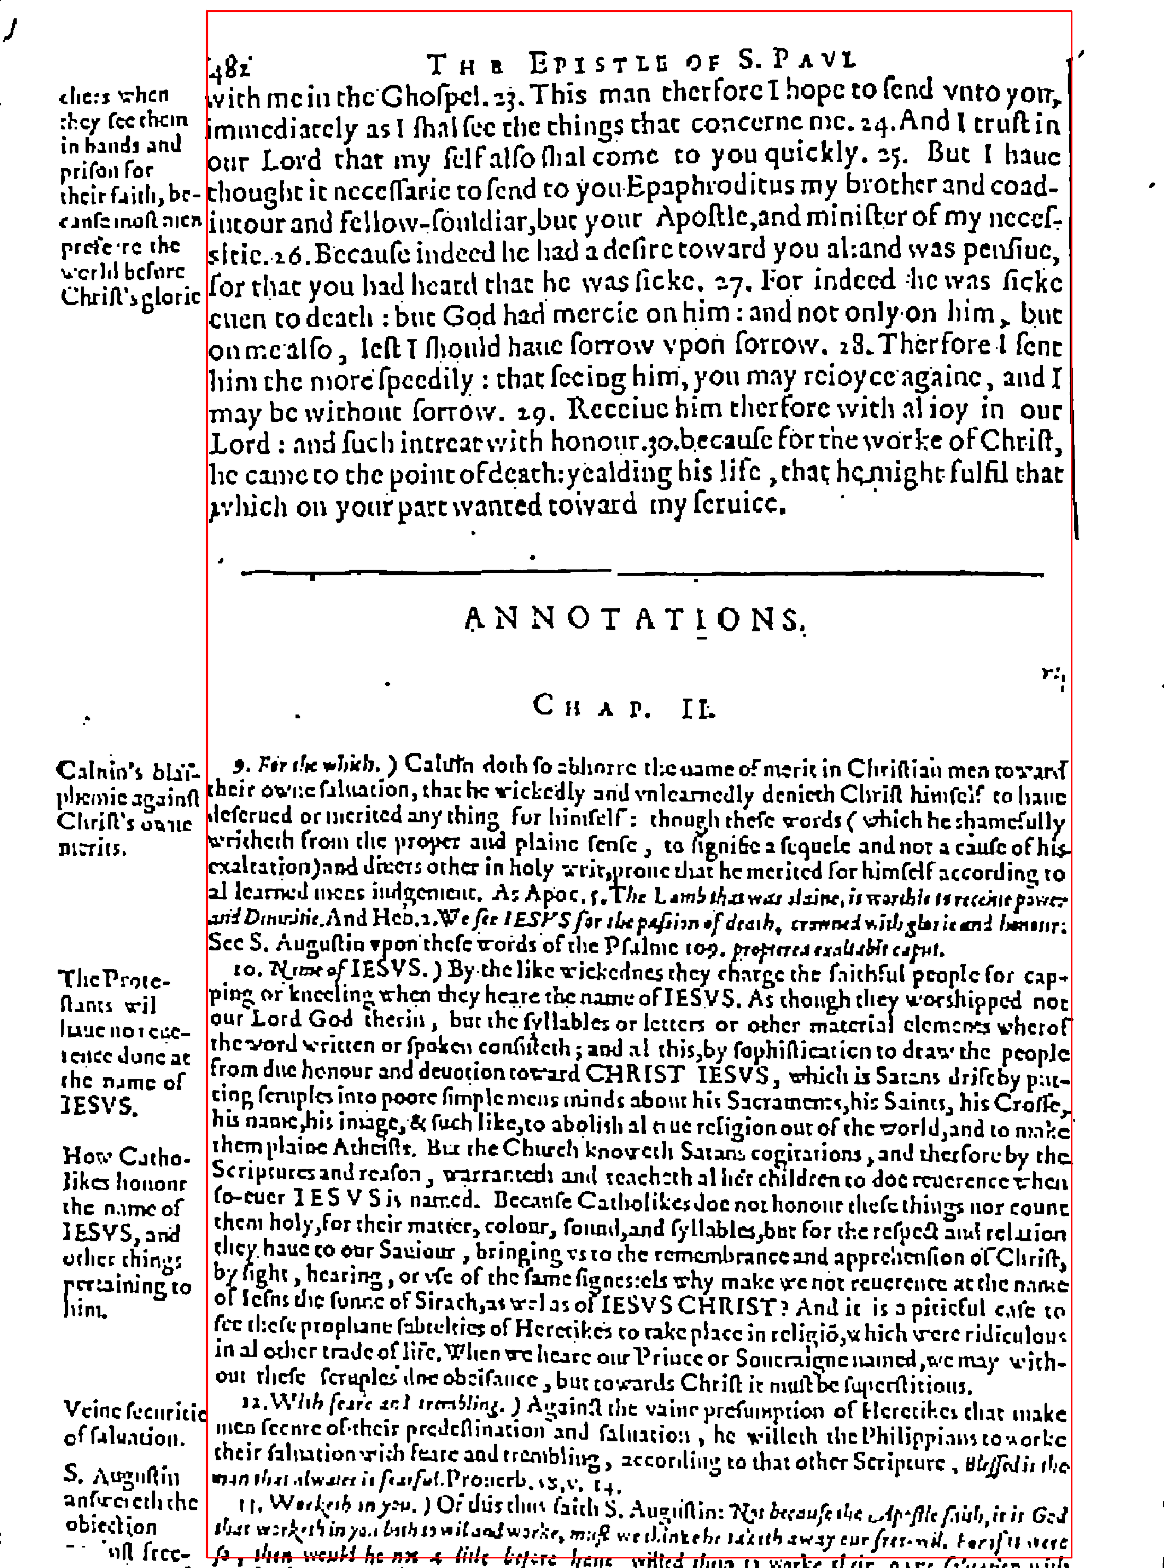 482
THE EPISTLE OF S. PAVL
with me in the Ghoſpel. 23. This man therfore I hope to ſend vnto you,
immediately as I ſhal ſee the things that concerne me. 24. And I truſt in
our Lord that my ſelf alſo ſhal come to you quickly. 25. But I haue
thought it neceſſarie to ſend to you Epaphroditus my brother and coad-
iutour and fellow-ſouldiar, but your Apoſtle, and miniſter of my neceſ-
sitie. 26. Becauſe indeed he had a deſire toward you al: and was penſiue,
for that you had heard that he was ſicke. 27. For indeed he was ſicke
euen to death : but God had mercie on him : and not only on him, but
on me alſo, leſt I ſhould haue ſorrow vpon ſorrow. 28. Therfore I ſent
him the more ſpeedily : that ſeeing him, you may reioyce againe, and I
may be without ſorrow. 29. Receiue him therfore with al ioy in our
Lord : and ſuch intreat with honour. 30. becauſe for the worke of Chriſt,
he came to the point of death: yealding his life, that he might fulfil that
which on your part wanted toward my ſeruice.
chers when
they ſee them
in bands and
priſon for
their faith, be-
cauſe moſt men
preferre the
world before
Chriſt's glorie
ANNOTATIONS.
CHAP. II.
9. For the which. ) Caluin doth ſo abhorre the name of merit in Chriſtian men toward
their owne ſaluation, that he wickedly and vnlearnedly denieth Chriſt himſelf to haue
deſerued or merited any thing for himſelf : though theſe words ( which he shamefully
writheth from the proper and plaine ſenſe, to ſignifie a ſequele and not a cauſe of his
exaltation) and diuers other in holy writ, proue that he merited for himſelf according to
al learned mens iudgement. As Apoc. 5. The Lamb that was slaine, is worthie to receiue power
and Diuinitie. And Heb. 2. We ſee IESVS for the paſsion of death, crowned with glorie and honour:
See S. Auguſtin vpon theſe words of the Pſalme 109. propterea exaltabit caput.
10. Name of IESVS. ) By the like wickednes they charge the faithful people for cap-
ping or kneeling when they heare the name of IESVS. As though they worshipped not
our Lord God therin, but the ſyllables or letters or other material elements wherof
the word written or ſpoken conſiſteth ; and al this, by ſophiſtication to draw the people
from due honour and deuotion toward CHRIST IESVS, which is Satans drift by put-
ting ſcruples into poore ſimple mens minds about his Sacraments, his Saints, his Croſſe,
his name, his image, & ſuch like, to abolish al true religion out of the world, and to make
them plaine Atheiſts. But the Church knoweth Satans cogitations, and therfore by the
Scriptures and reaſon, warranteth and teacheth al her children to doe reuerence when
ſo-euer IESVS is named. Becauſe Catholikes doe not honour theſe things nor count
them holy, for their matter, colour, ſound, and ſyllables, but for the reſpect and relation
they haue to our Sauiour, bringing vs to the remembrance and apprehenſion of Chriſt,
by ſight, hearing, or vſe of the ſame ſignes: els why make we not reuerence at the name
of Ieſus the ſonne of Sirach, as wel as of IESVS CHRIST? And it is a pitieful caſe to
ſee theſe prophane ſubtelties of Heretikes to take place in religiõ, which were ridiculous
in al other trade of life. When we heare our Prince or Soueraigne named, we may with-
out theſe ſcruples doe obeiſance, but towards Chriſt it muſt be ſuperſtitious.
12. With feare and trembling. ) Againſt the vaine preſumption of Heretikes that make
men ſecure of their predeſtination and ſaluation, he willeth the Philippians to worke
their ſaluation with feare and trembling, according to that other Scripture, Bleſſed is the
man that alwaies is fearful. Prouerb. 28, v. 14.
13. Worketh in you. ) Of this thus ſaith S. Auguſtin: Not becauſe the Apoſtle ſaith, it is God
that worketh in you both to wil and worke, muſt we thinke he taketh away our free-wil. For if it were
ſo, then would he not a litle before haue willed them to worke their owne ſaluation with
Caluin's blaſ-
phemie againſt
Chriſt's owne
merits.
The Prote-
ſtants wil
haue no reue-
rence done at
the name of
IESVS.
How Catho-
likes honour
the name of
IESVS, and
other things
pertaining to
him.
Veine ſecuritie
of ſaluation.
S. Auguſtin
anſwereth the
obiection
free-